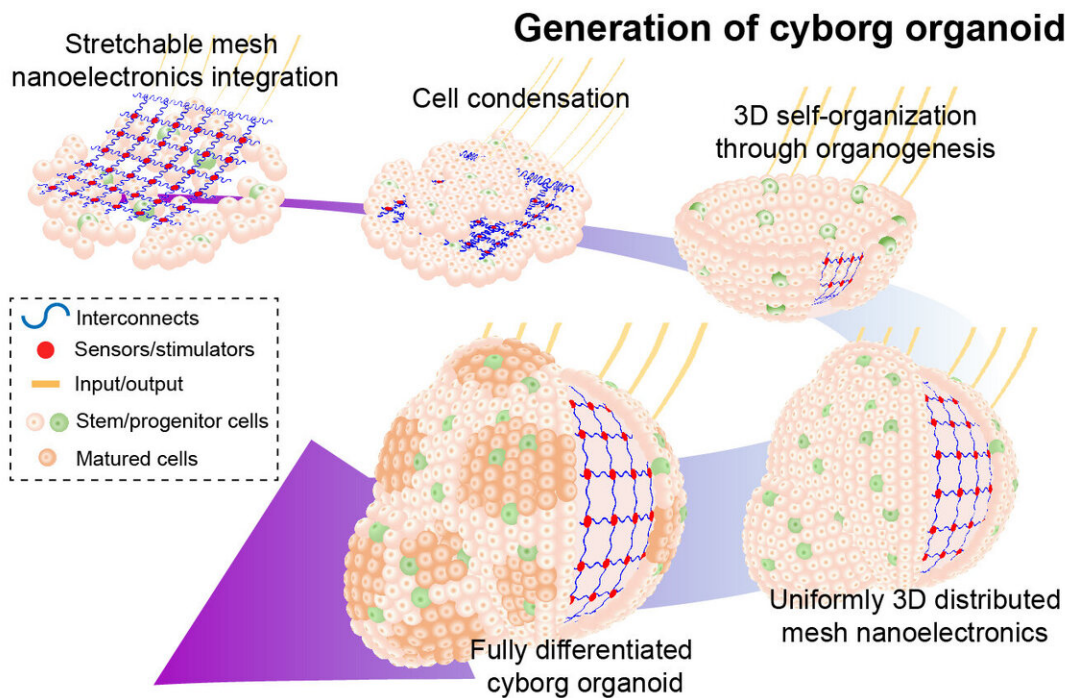 Generation of cyborg organoid
Stretchable mesh
nanoelectronics integration
Cell condensation
3D self-organization
through organogenesis
Interconnects
Sensors/stimulators
Input/output
Stem/progenitor cells
Matured cells
Uniformly 3D distributed
mesh nanoelectronics
Fully differentiated
cyborg organoid